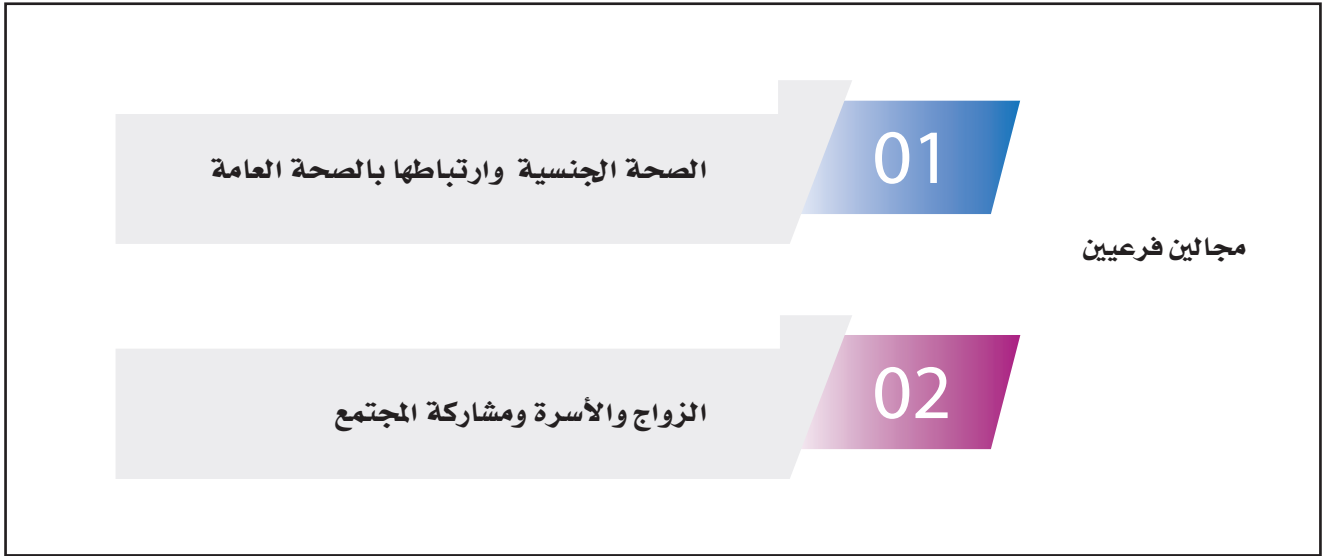 مجالين فرعيين
01
الصحة الجنسية وارتباطها بالصحة العامة
02
الزواج والأسرة ومشاركة المجتمع